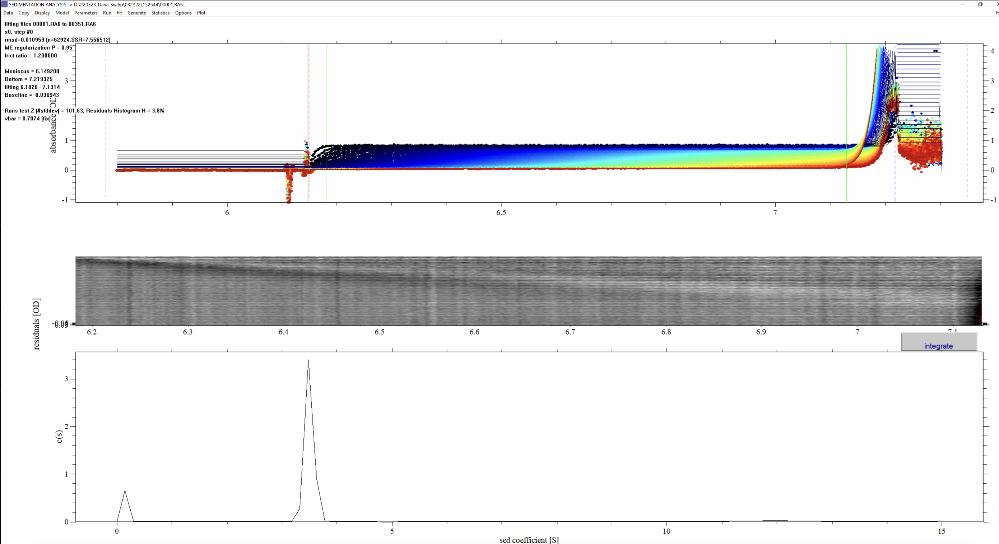 SEDIMENTATION ANALYSIS -> D:\220323_Dana_Swi6p\032322\152544\00001.RA6...
Data Copy Display Model Parameters Run Fit Generate Statistics Options Plot
fitting files 00001.RA6 to 00351.RA6
s0, step #0
rmsd=0.010959 (n=62924,SSR=7.556512)
ME regularization P = 0.95
frict ratio = 1.200000
Meniscus = 6.149200
Bottom = 7.219325
fitting 6.1820 - 7.1314
Baseline = -0.036943
Runs test Z (#stddev) = 101.63, Residuals Histogram H = 3.8%
vbar = 0.7074 (fix)
absorbance OD
3
1
0
-1
4
3
2
1
0
-1
6 6.5 7
residuals [OD]
6.2 6.3 6.4 6.5 6.6 6.7 6.8 6.9 7 7.1
integrate
c(s)
3
2
1
0
0 5 10 15
sed coefficient [S]